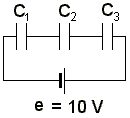 C₁ C₂ C₃
e = 10 V